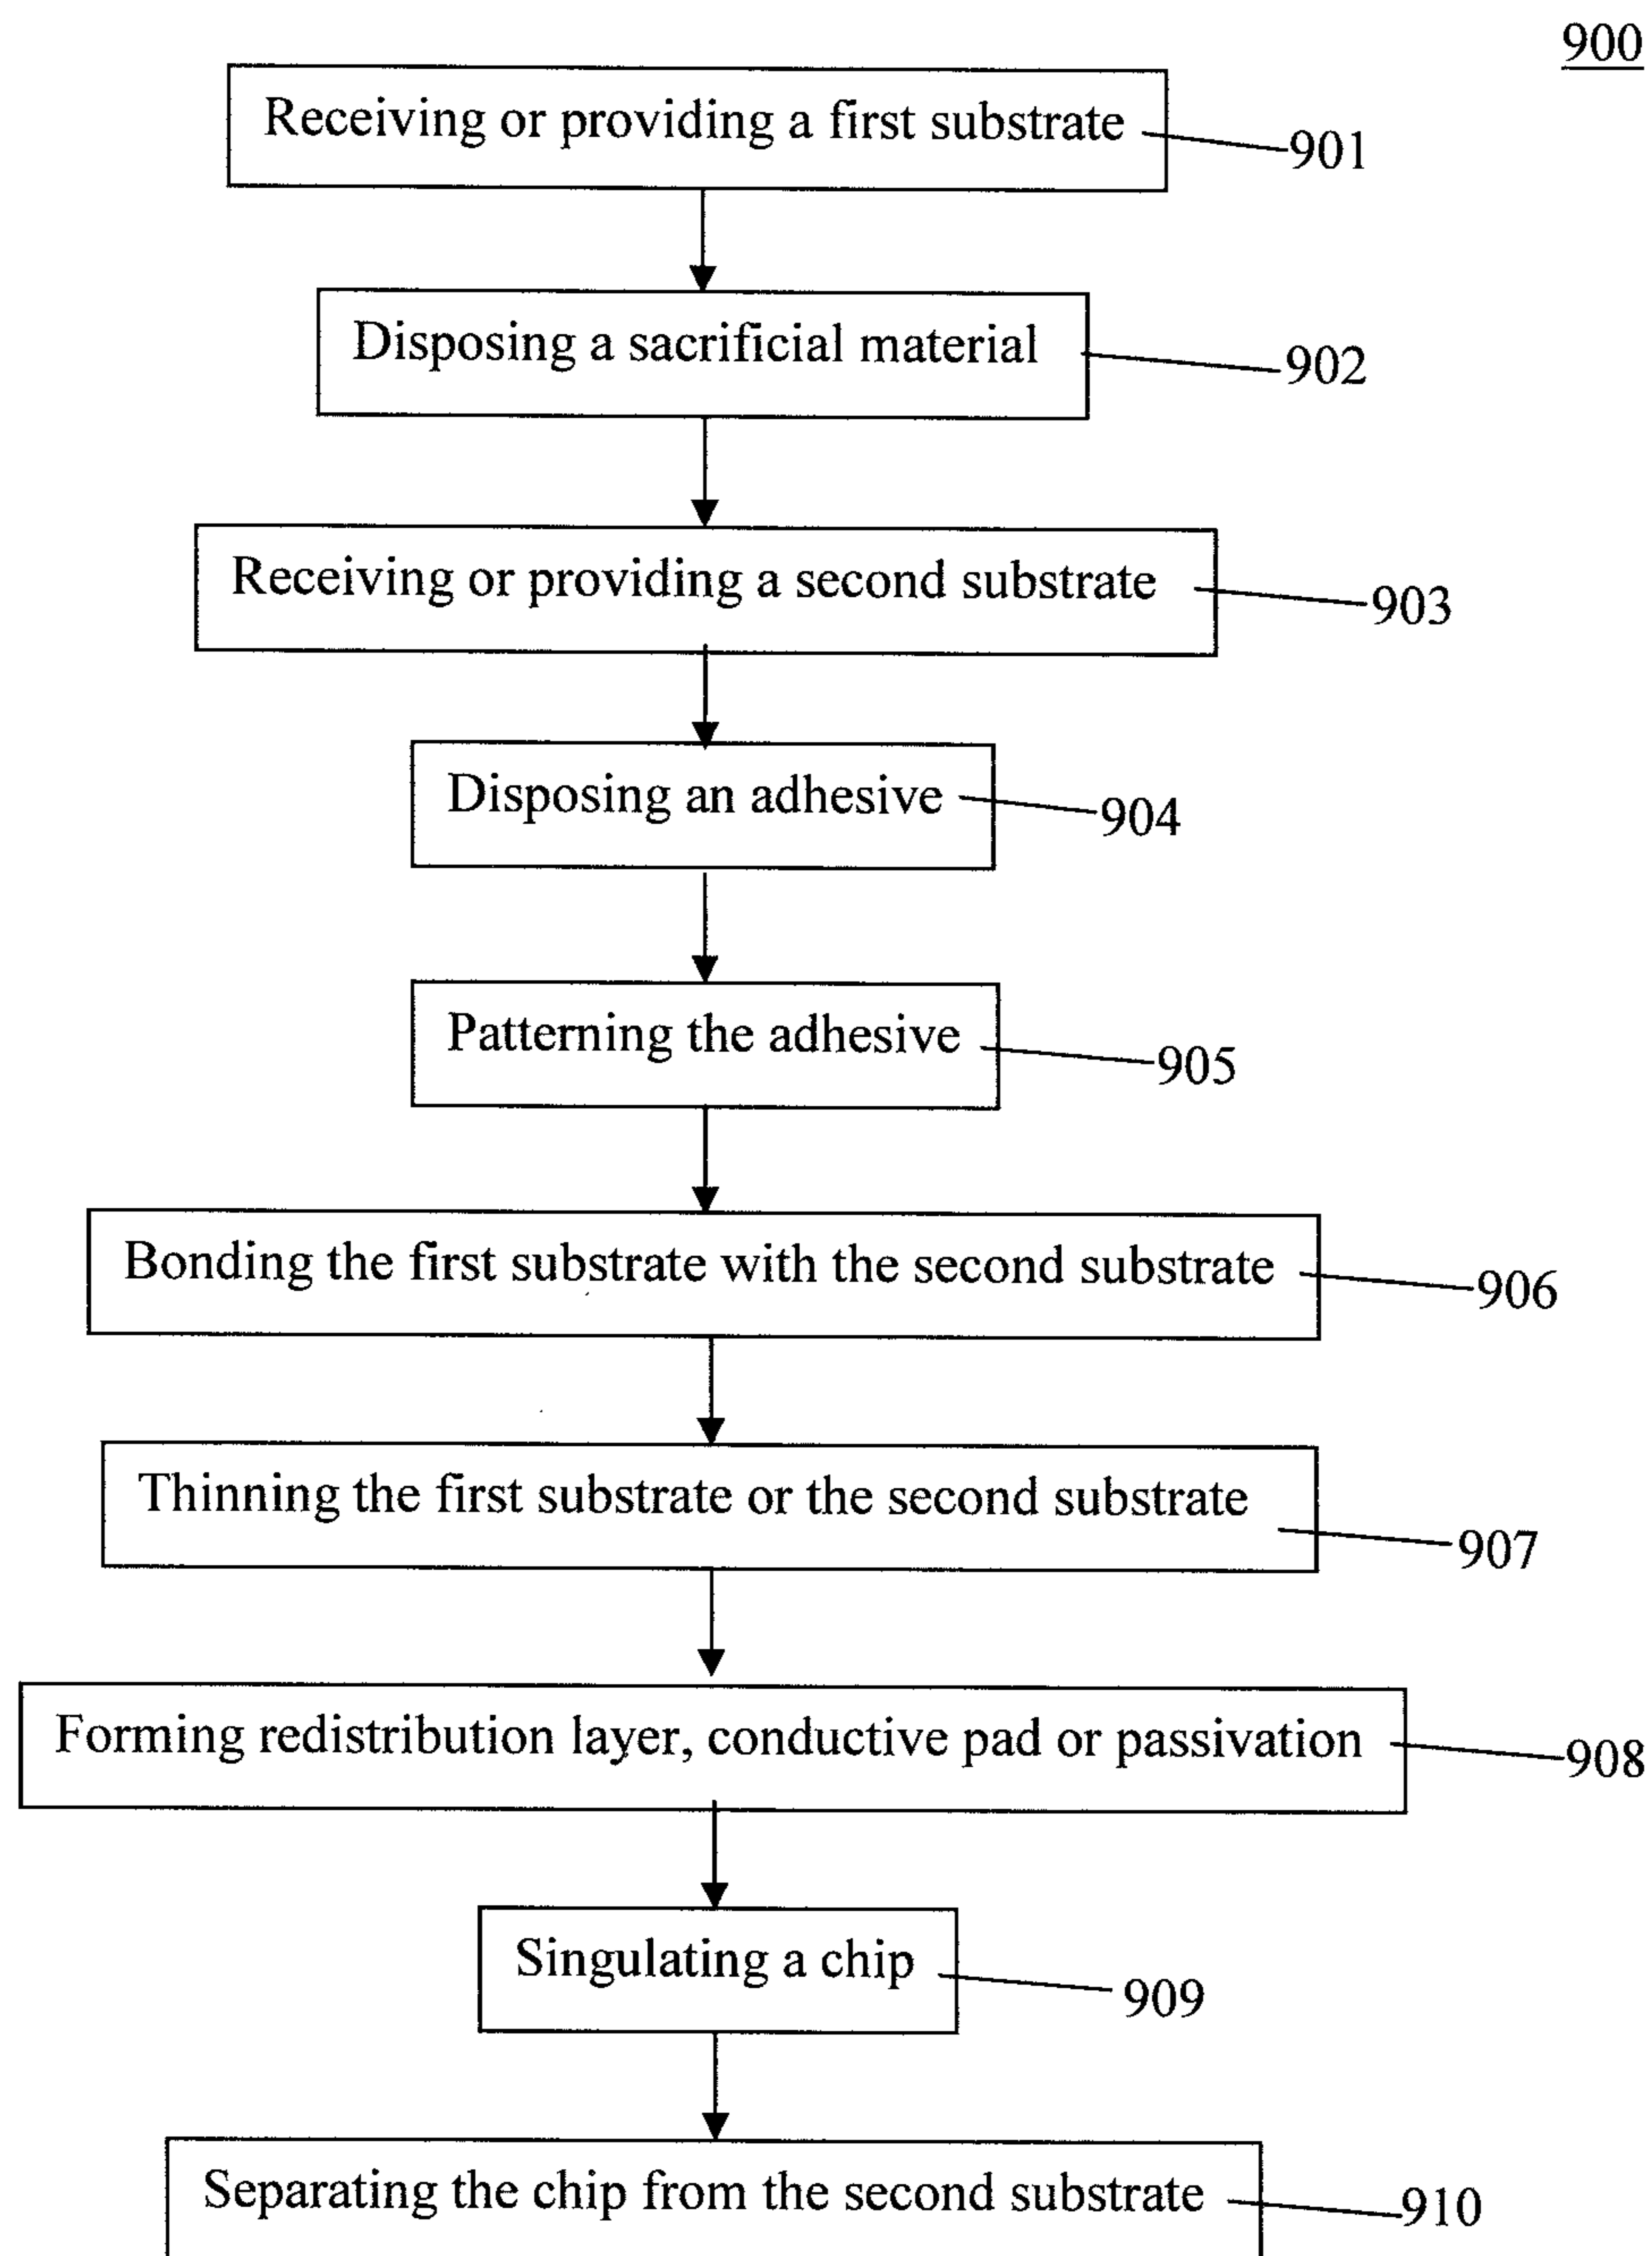 900
Receiving or providing a first substrate
901
Disposing a sacrificial material
902
Receiving or providing a second substrate
903
Disposing an adhesive
904
Patterning the adhesive
905
Bonding the first substrate with the second substrate
906
Thinning the first substrate or the second substrate
907
Forming redistribution layer, conductive pad or passivation
908
Singulating a chip
909
Separating the chip from the second substrate
910